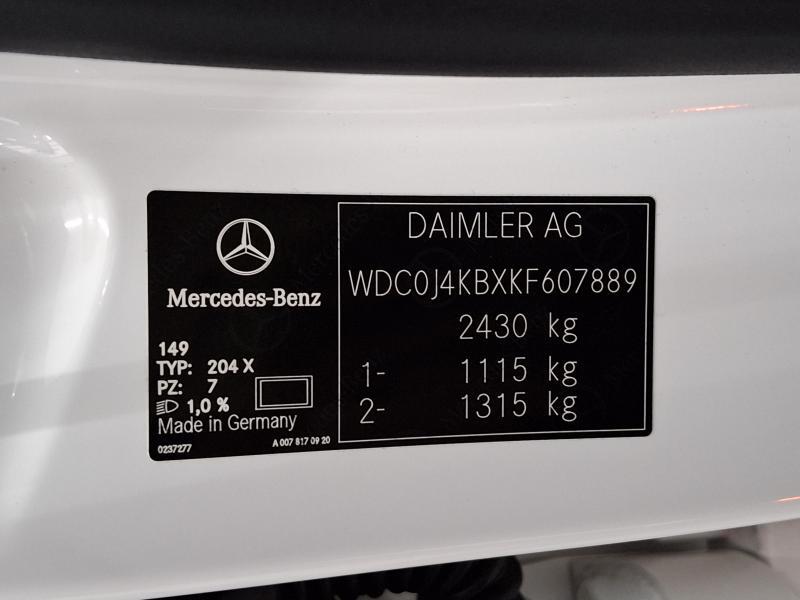 Mercedes-Benz
149
TYP: 204 X
PZ: 7
1,0 %
Made in Germany
0237277
A 007 817 09 20
DAIMLER AG
WDC0J4KBXKF607889
2430 kg
1- 1115 kg
2- 1315 kg